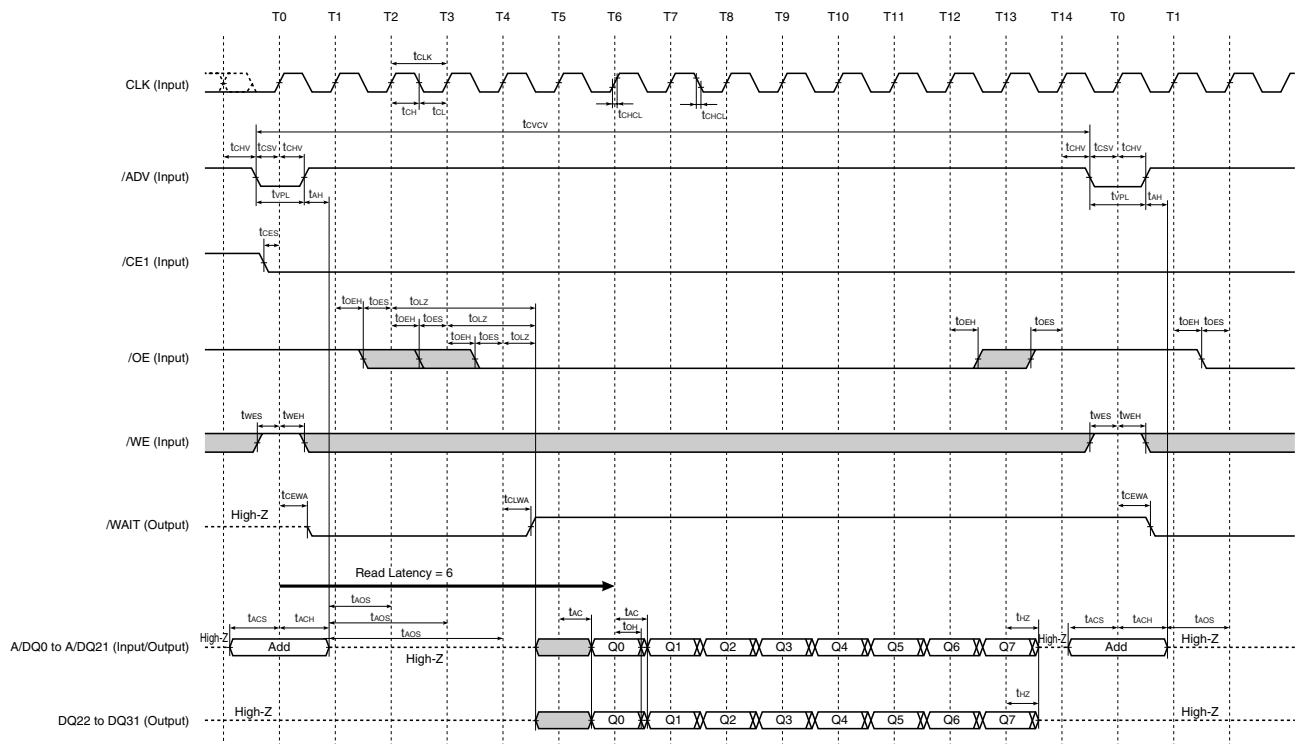 T0 T1 T2 T3 T4 T5 T6 T7 T8 T9 T10 T11 T12 T13 T14 T0 T1
tCLK
CLK (Input)
tCH tCL tCHCL tCHCL
tCVCV
tCHV tCSV tCHV tCHV tCSV tCHV
/ADV (Input)
tVPL tAH tVPL tAH
tCES
/CE1 (Input)
tOEH tOES tOLZ
tOEH tOES tOLZ tOEH tOES tOEH tOES
tOEH tOES tOLZ
/OE (Input)
tWES tWEH tWES tWEH
/WE (Input)
tCEWA tCLWA tCEWA
High-Z
/WAIT (Output)
Read Latency = 6
tAOS
tACS tACH tAOS tAC tAC tHZ tACS tACH tAOS
tAOS tOH
High-Z High-Z High-Z
A/DQ0 to A/DQ21 (Input/Output) Add Q0 Q1 Q2 Q3 Q4 Q5 Q6 Q7 Add
High-Z
tHZ
High-Z High-Z
DQ22 to DQ31 (Output) Q0 Q1 Q2 Q3 Q4 Q5 Q6 Q7